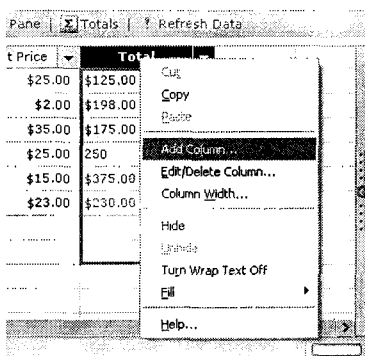 Pane | Σ Totals | Refresh Data
t Price Total
$25.00 $125.00
$2.00 $198.00
$35.00 $175.00
$25.00 250
$15.00 $375.00
$23.00 $230.00
Cut
Copy
Paste
Add Column...
Edit/Delete Column...
Column Width...
Hide
Unhide
Turn Wrap Text Off
Fill
Help...